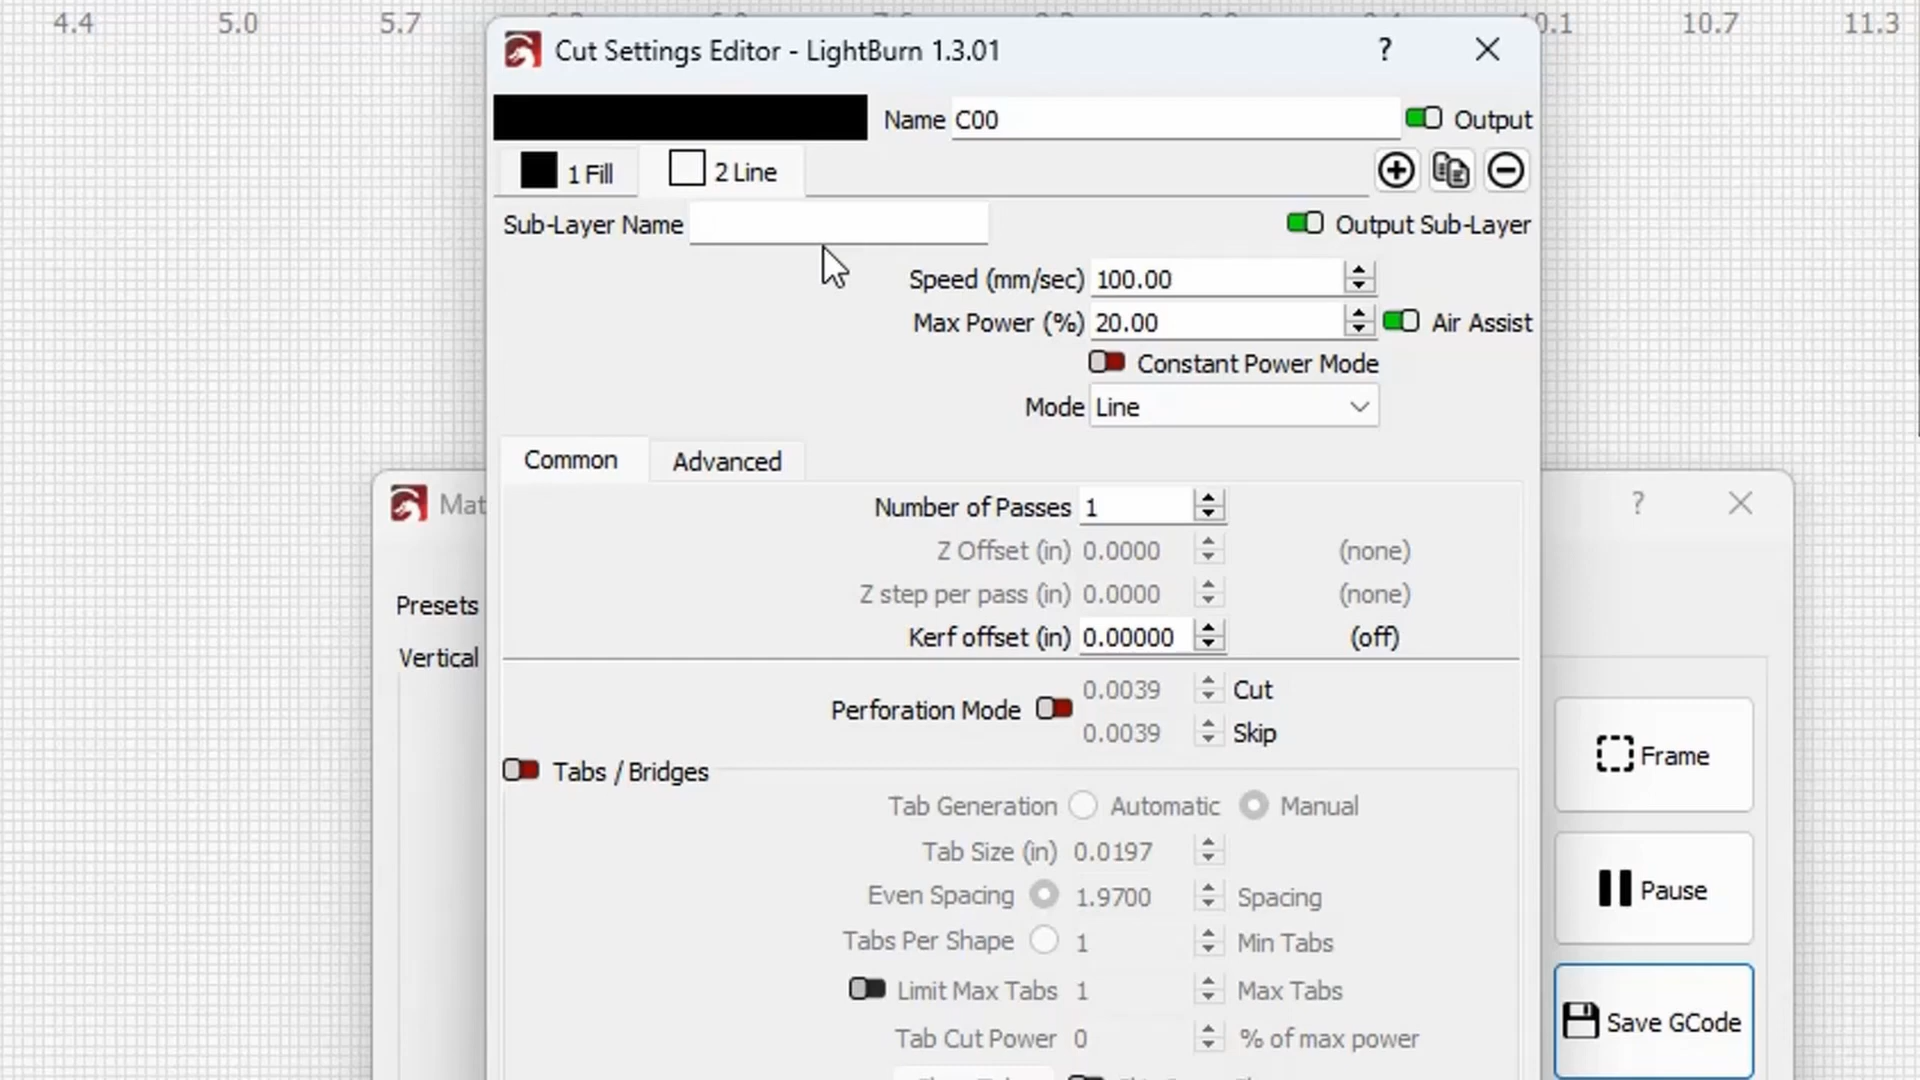 4.4 5.0 5.7 10.1 10.7 11.3
Cut Settings Editor - LightBurn 1.3.01 ?
Name C00 Output
1 Fill 2 Line
Sub-Layer Name Output Sub-Layer
Speed (mm/sec) 100.00
Max Power (%) 20.00 Air Assist
Constant Power Mode
Mode Line
Common Advanced
Mat ?
Number of Passes 1
Z Offset (in) 0.0000 (none)
Presets
Z step per pass (in) 0.0000 (none)
Vertical
Kerf offset (in) 0.00000 (off)
0.0039 Cut
Perforation Mode
0.0039 Skip
Frame
Tabs / Bridges
Tab Generation Automatic Manual
Tab Size (in) 0.0197
Even Spacing 1.9700 Spacing
Pause
Tabs Per Shape 1 Min Tabs
Limit Max Tabs 1 Max Tabs
Save GCode
Tab Cut Power 0 % of max power